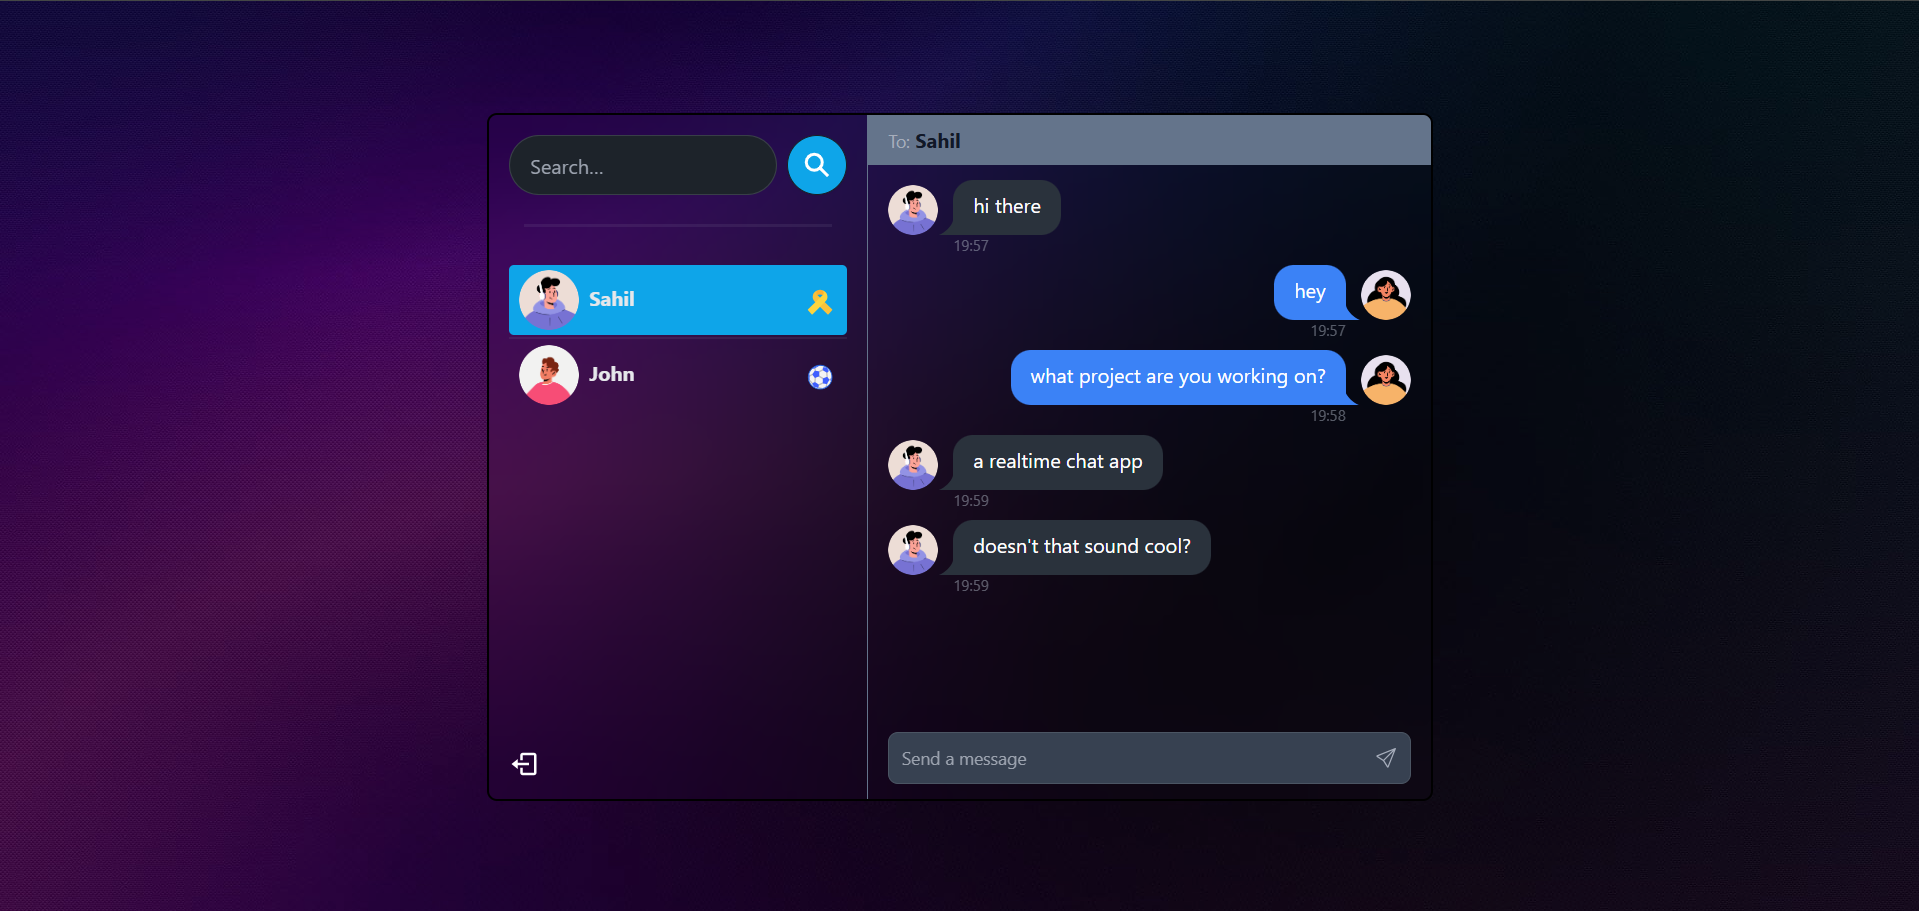 Search…
Sahil
John
To: Sahil
hi there
19:57
hey
19:57
what project are you working on?
19:58
a realtime chat app
19:59
doesn't that sound cool?
19:59
Send a message